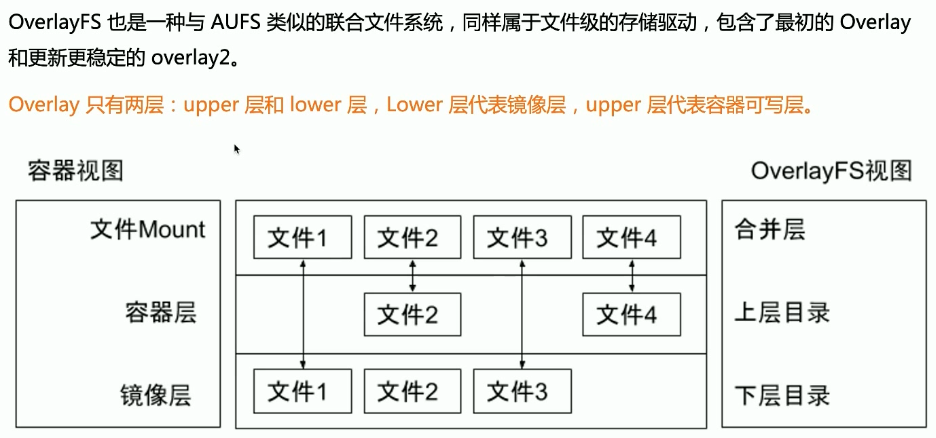 OverlayFS 也是一种与 AUFS 类似的联合文件系统，同样属于文件级的存储驱动，包含了最初的 Overlay
和更新更稳定的 overlay2。
Overlay 只有两层：upper 层和 lower 层，Lower 层代表镜像层，upper 层代表容器可写层。
容器视图 OverlayFS视图
文件Mount 文件1 文件2 文件3 文件4 合并层
容器层 文件2 文件4 上层目录
镜像层 文件1 文件2 文件3 下层目录